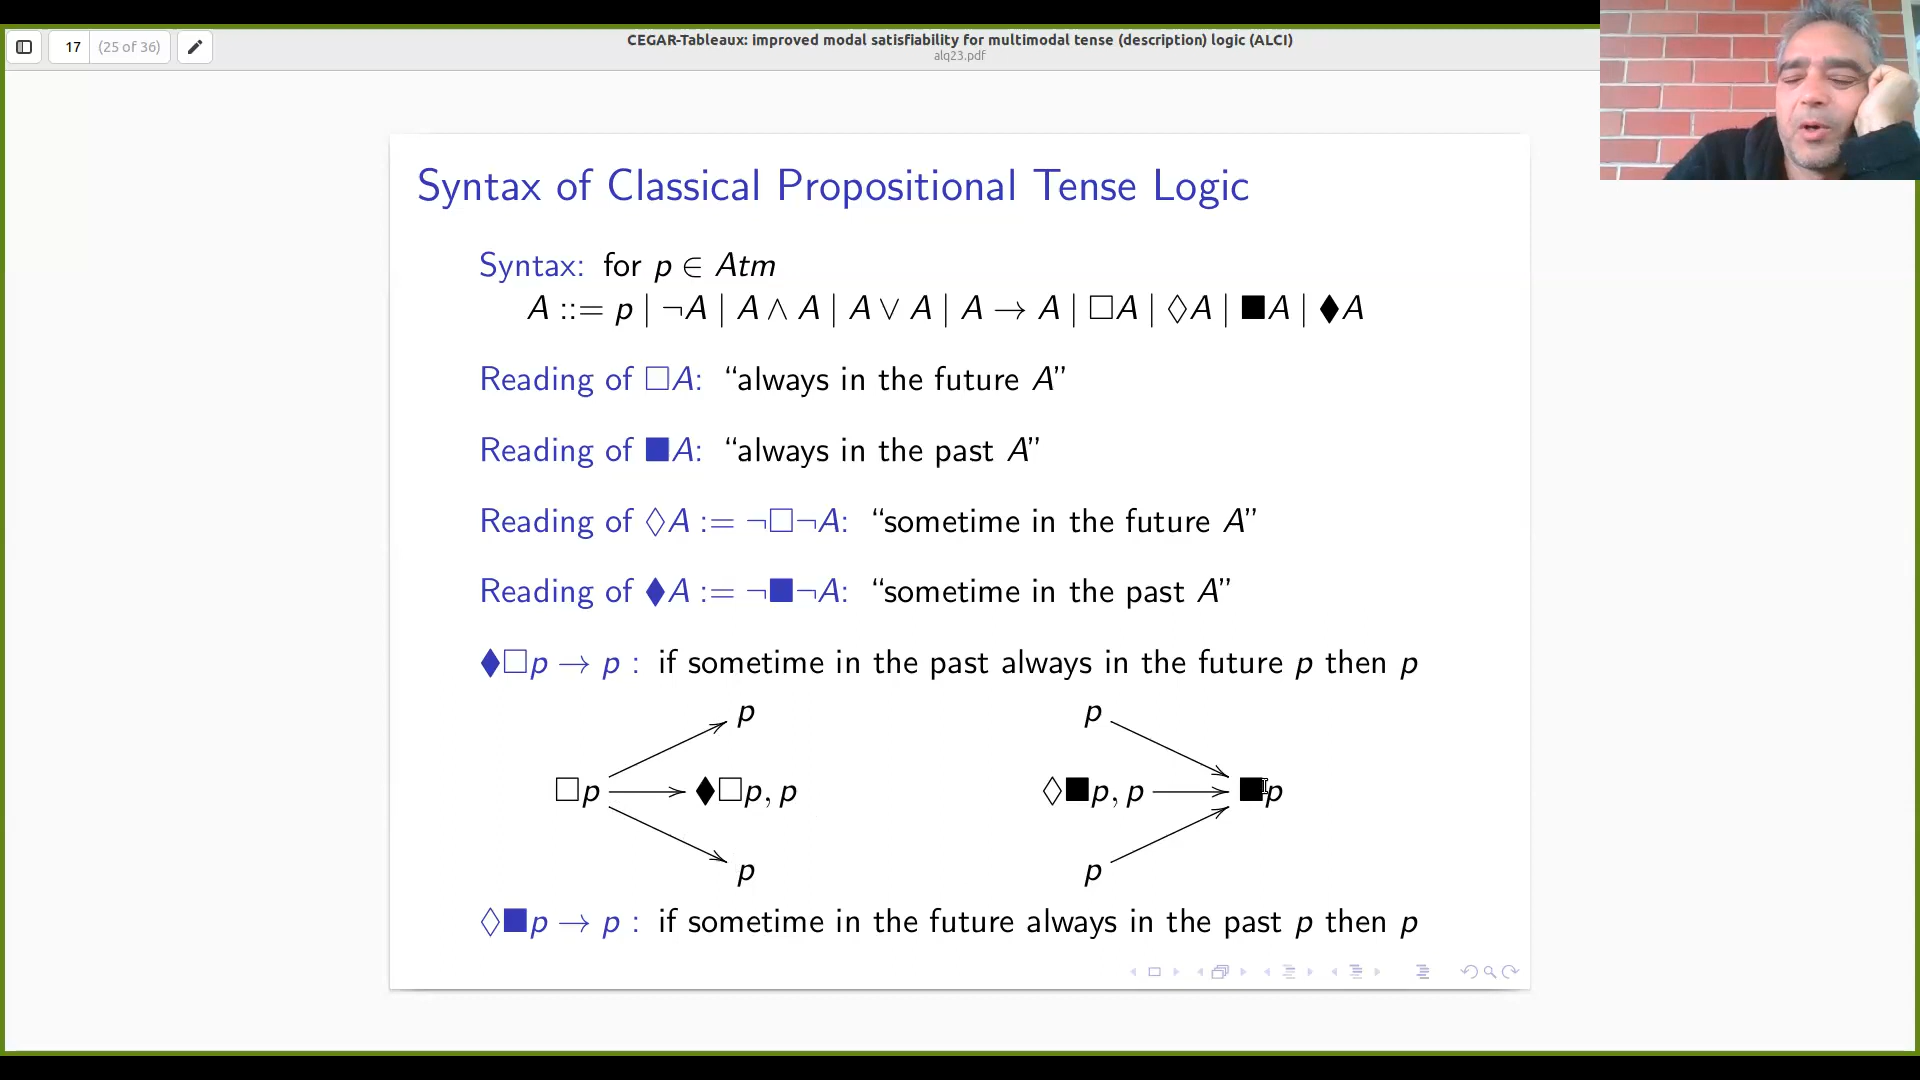 17 (25 of 36)
CEGAR-Tableaux: improved modal satisfiability for multimodal tense (description) logic (ALCI)
alq23.pdf
Syntax of Classical Propositional Tense Logic
Syntax: for p ∈ Atm
A ::= p | ¬A | A ∧ A | A ∨ A | A → A | □A | ◊A | ■A | ♦A
Reading of □A: “always in the future A”
Reading of ■A: “always in the past A”
Reading of ◊A := ¬□¬A: “sometime in the future A”
Reading of ♦A := ¬■¬A: “sometime in the past A”
♦□p → p : if sometime in the past always in the future p then p
p p
□p ♦□p, p ◊■p, p ■p
p p
◊■p → p : if sometime in the future always in the past p then p